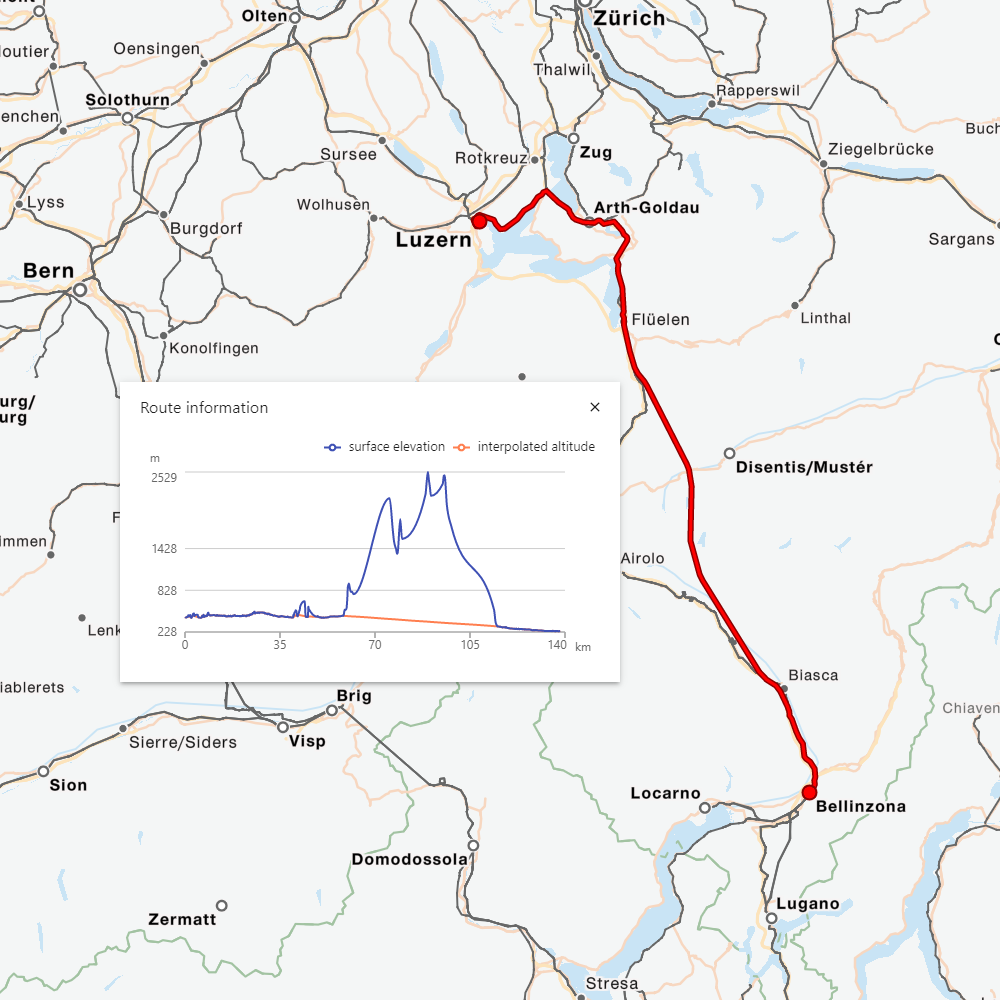 Olten
Zürich
Oensingen
Thalwil
Solothurn
Rapperswil
Sursee
Rotkreuz
Zug
Ziegelbrücke
Lyss
Wolhusen
Arth-Goldau
Burgdorf
Luzern
Sargans
Bern
Linthal
Flüelen
Konolfingen
Route information
surface elevation
interpolated altitude
m
2529
1428
828
228
0
35
70
105
140
km
Disentis/Mustér
Airolo
Biasca
Brig
Visp
Sierre/Siders
Sion
Locarno
Bellinzona
Domodossola
Zermatt
Lugano
Stresa
outier
enchen
Buch
urg/
urg
F
mmen
Lenk
iablerets
Chiaven